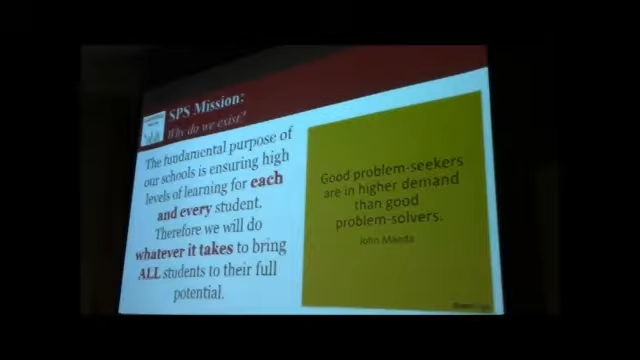 SPS Mission:
Why do we exist?
The fundamental purpose of
our schools is ensuring high
levels of learning for each
and every student.
Therefore we will do
whatever it takes to bring
ALL students to their full
potential.
Good problem-seekers
are in higher demand
than good
problem-solvers.
John Maeda